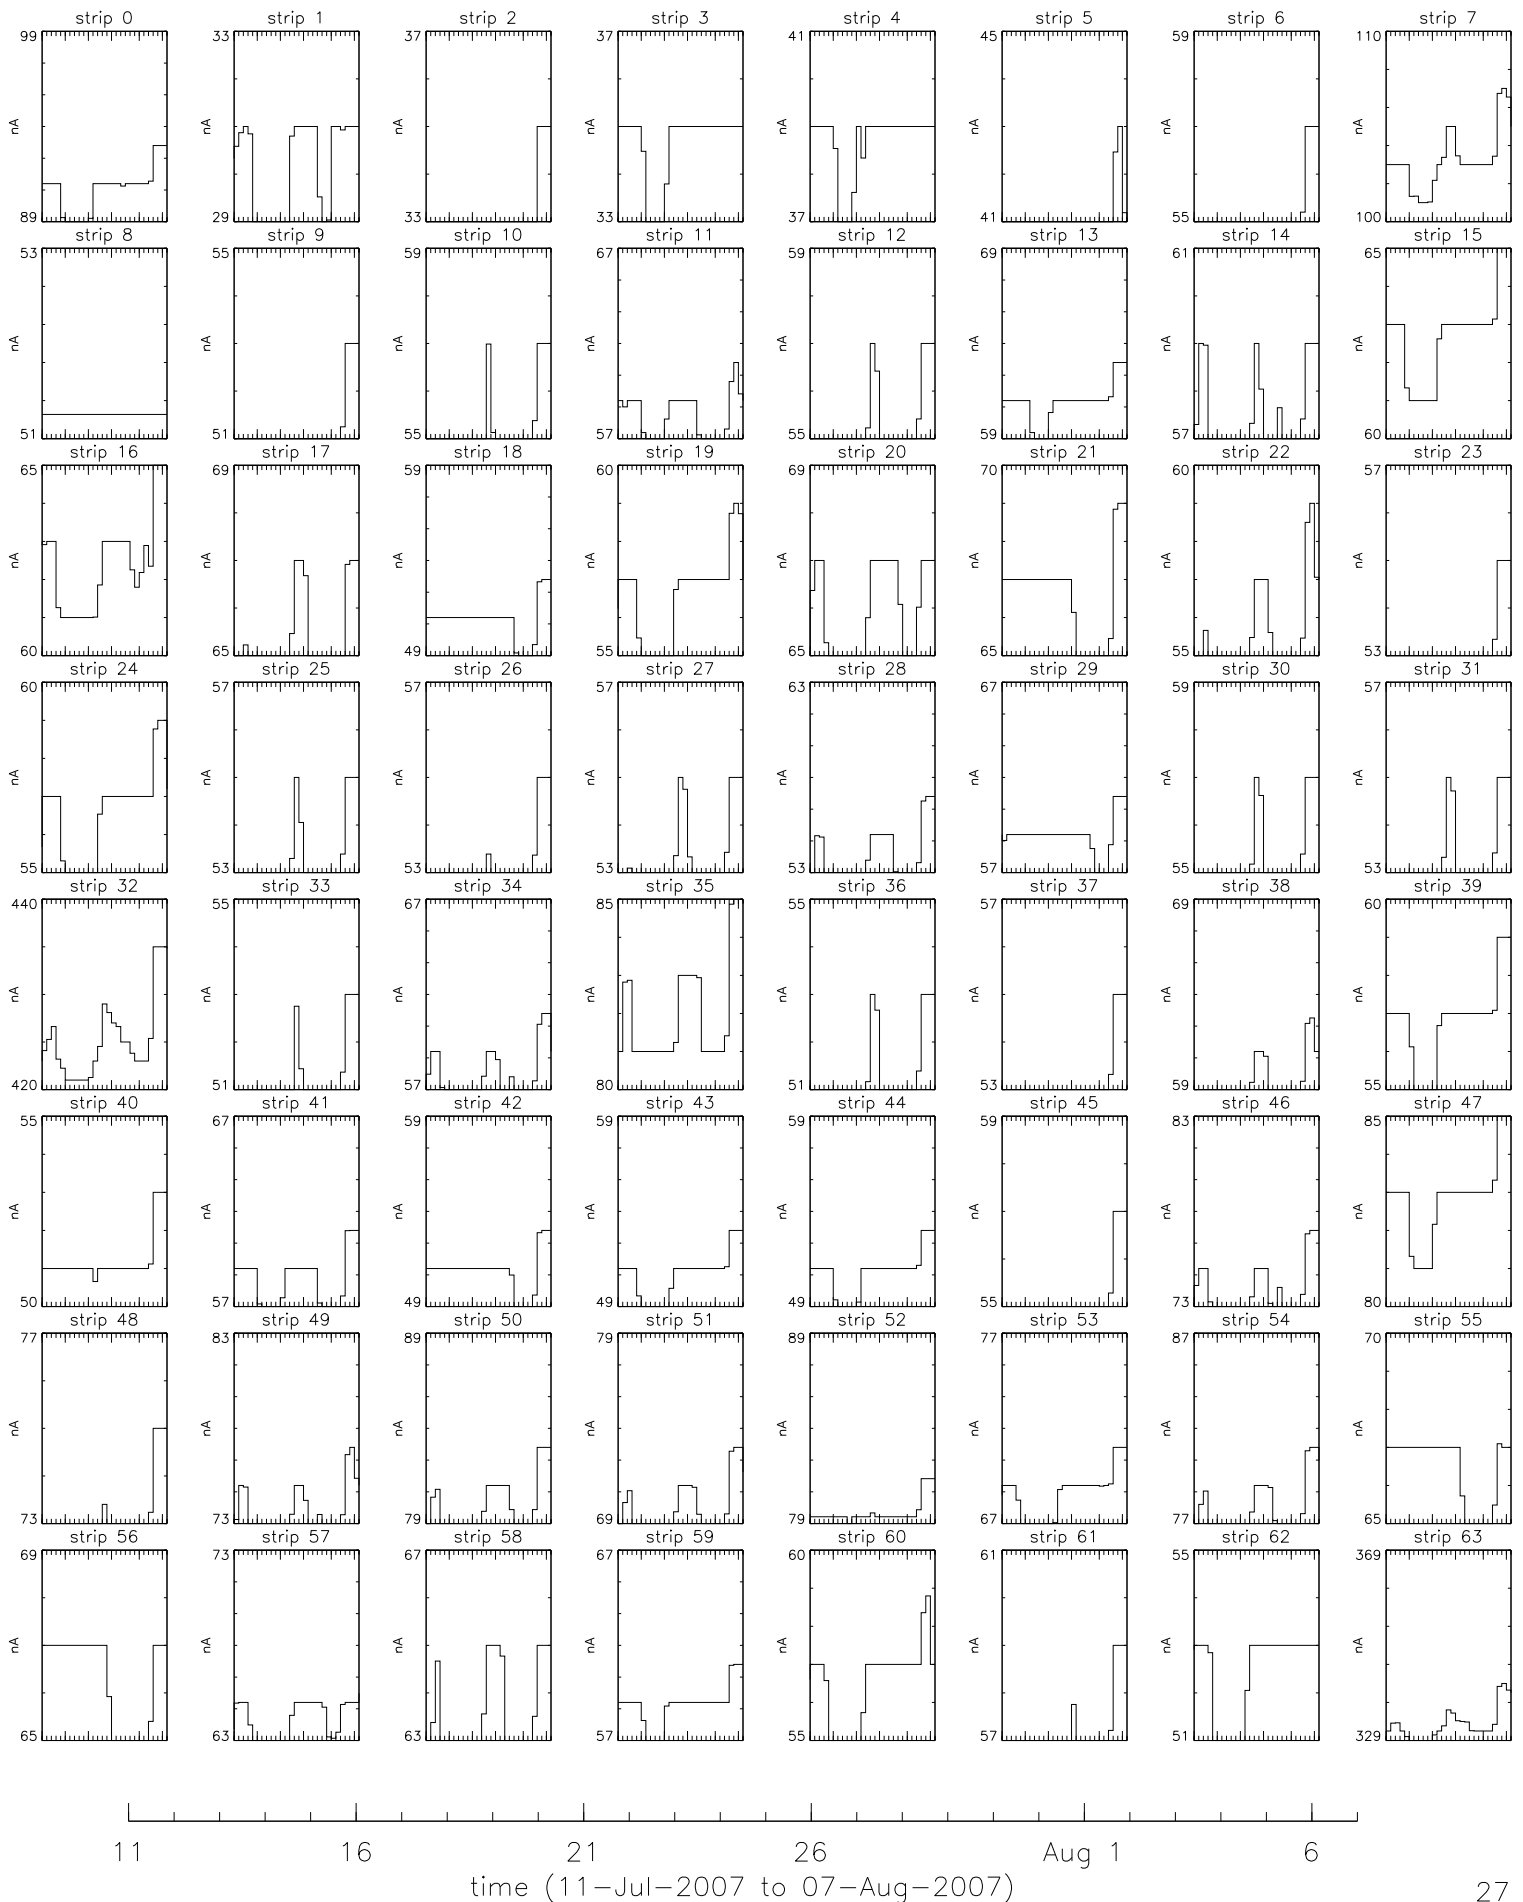 strip 0 strip 1 strip 2 strip 3 strip 4 strip 5 strip 6 strip 7
99 33 37 37 41 45 59 110
nA nA nA nA nA nA nA nA
89 29 33 33 37 41 55 100
strip 8 strip 9 strip 10 strip 11 strip 12 strip 13 strip 14 strip 15
53 55 59 67 59 69 61 65
nA nA nA nA nA nA nA nA
51 51 55 57 55 59 57 60
strip 16 strip 17 strip 18 strip 19 strip 20 strip 21 strip 22 strip 23
65 69 59 60 69 70 60 57
nA nA nA nA nA nA nA nA
60 65 49 55 65 65 55 53
strip 24 strip 25 strip 26 strip 27 strip 28 strip 29 strip 30 strip 31
60 57 57 57 63 67 59 57
nA nA nA nA nA nA nA nA
55 53 53 53 53 57 55 53
strip 32 strip 33 strip 34 strip 35 strip 36 strip 37 strip 38 strip 39
440 55 67 85 55 57 69 60
nA nA nA nA nA nA nA nA
420 51 57 80 51 53 59 55
strip 40 strip 41 strip 42 strip 43 strip 44 strip 45 strip 46 strip 47
55 67 59 59 59 59 83 85
nA nA nA nA nA nA nA nA
50 57 49 49 49 55 73 80
strip 48 strip 49 strip 50 strip 51 strip 52 strip 53 strip 54 strip 55
77 83 89 79 89 77 87 70
nA nA nA nA nA nA nA nA
73 73 79 69 79 67 77 65
strip 56 strip 57 strip 58 strip 59 strip 60 strip 61 strip 62 strip 63
69 73 67 67 60 61 55 369
nA nA nA nA nA nA nA nA
65 63 63 57 55 57 51 329
11 16 21 26 Aug 1 6
time (11-Jul-2007 to 07-Aug-2007)
27